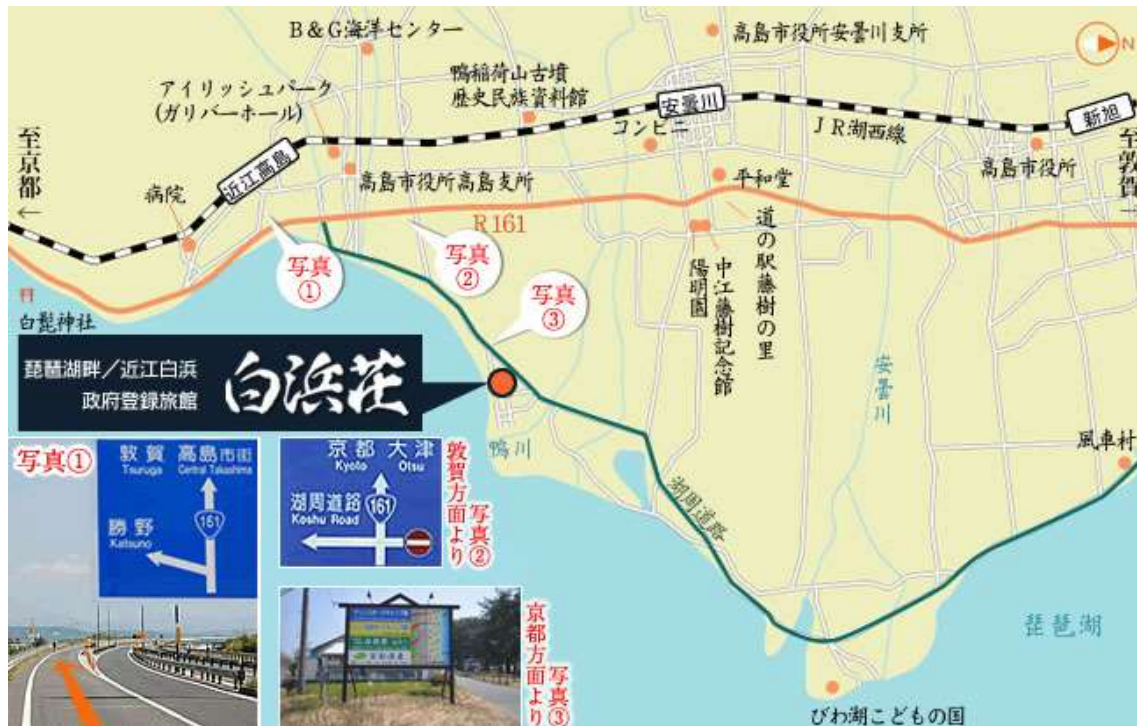 B&G海洋センター
高島市役所安曇川支所
N
アイリッシュパーク
(ガリバーホール)
鴨稲荷山古墳
歴史民族資料館
安曇川
コンビニ
JR湖西線
新旭
至京都←
至敦賀→
近江高島
病院
高島市役所高島支所
平和堂
高島市役所
R161
写真
①
写真
②
写真
③
道の駅藤樹の里
中江藤樹記念館
陽明園
白髭神社
琵琶湖畔/近江白浜
政府登録旅館
白浜荘
安曇川
鴨川
湖周道路
風車村
琵琶湖
びわ湖こどもの国
写真①
敦賀 高島市街
Tsuruga Central Takashima
161
勝野
Katsuno
京都 大津
Kyoto Otsu
湖周道路
Koshu Road
161
敦賀方面より
写真②
京都方面より
写真③